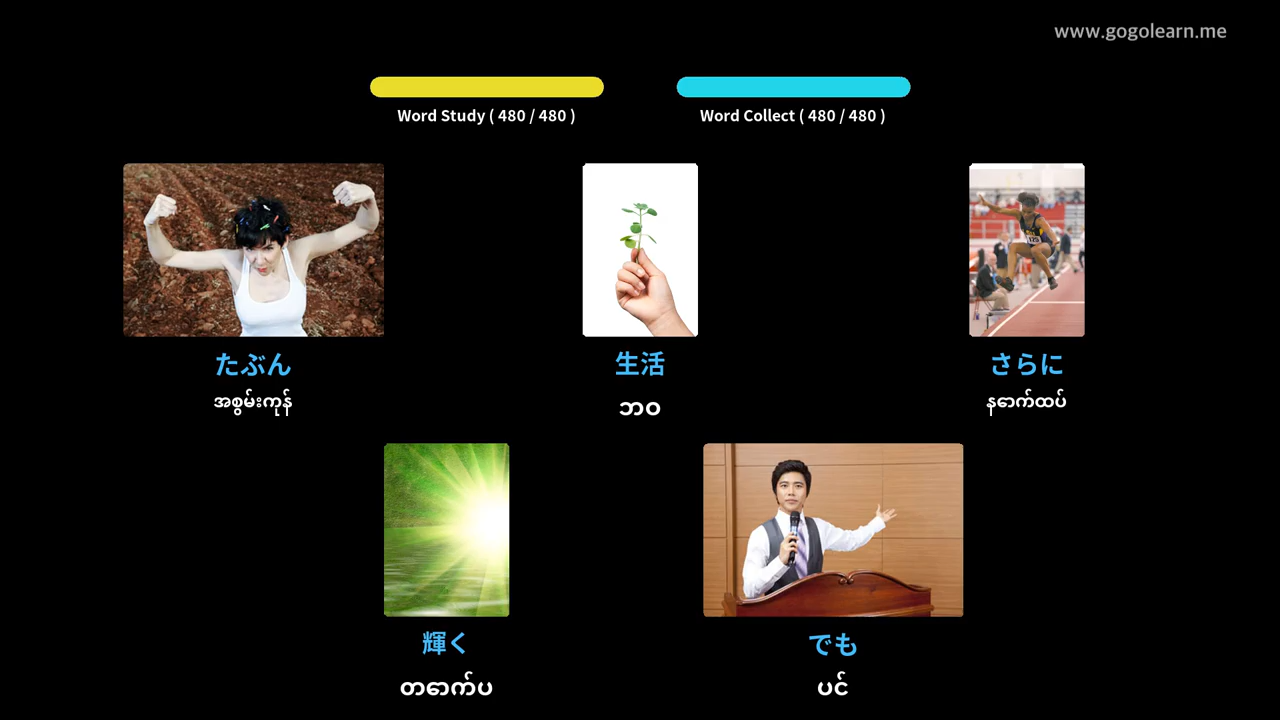 www.gogolearn.me
Word Study ( 480 / 480 )
Word Collect ( 480 / 480 )
たぶん
အစွမ်းကုန်
生活
ဘဝ
さらに
နောက်ထပ်
輝く
တောက်ပ
でも
ပင်